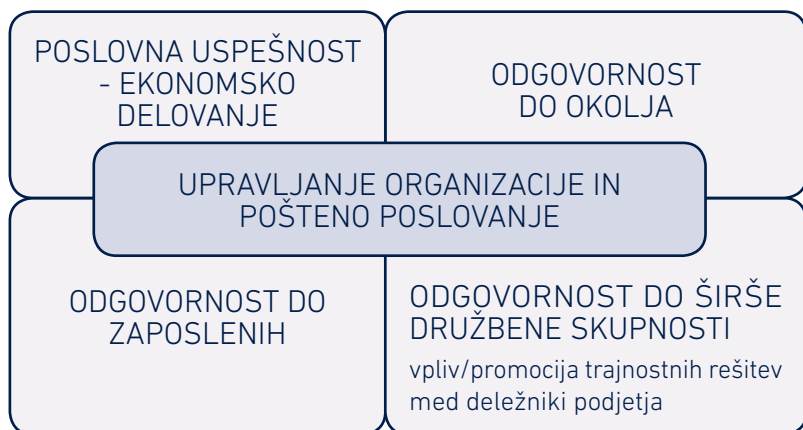 POSLOVNA USPEŠNOST
- EKONOMSKO
DELOVANJE
ODGOVORNOST
DO OKOLJA
UPRAVLJANJE ORGANIZACIJE IN
POŠTENO POSLOVANJE
ODGOVORNOST DO
ZAPOSLENIH
ODGOVORNOST DO ŠIRŠE
DRUŽBENE SKUPNOSTI
vpliv/promocija trajnostnih rešitev
med deležniki podjetja